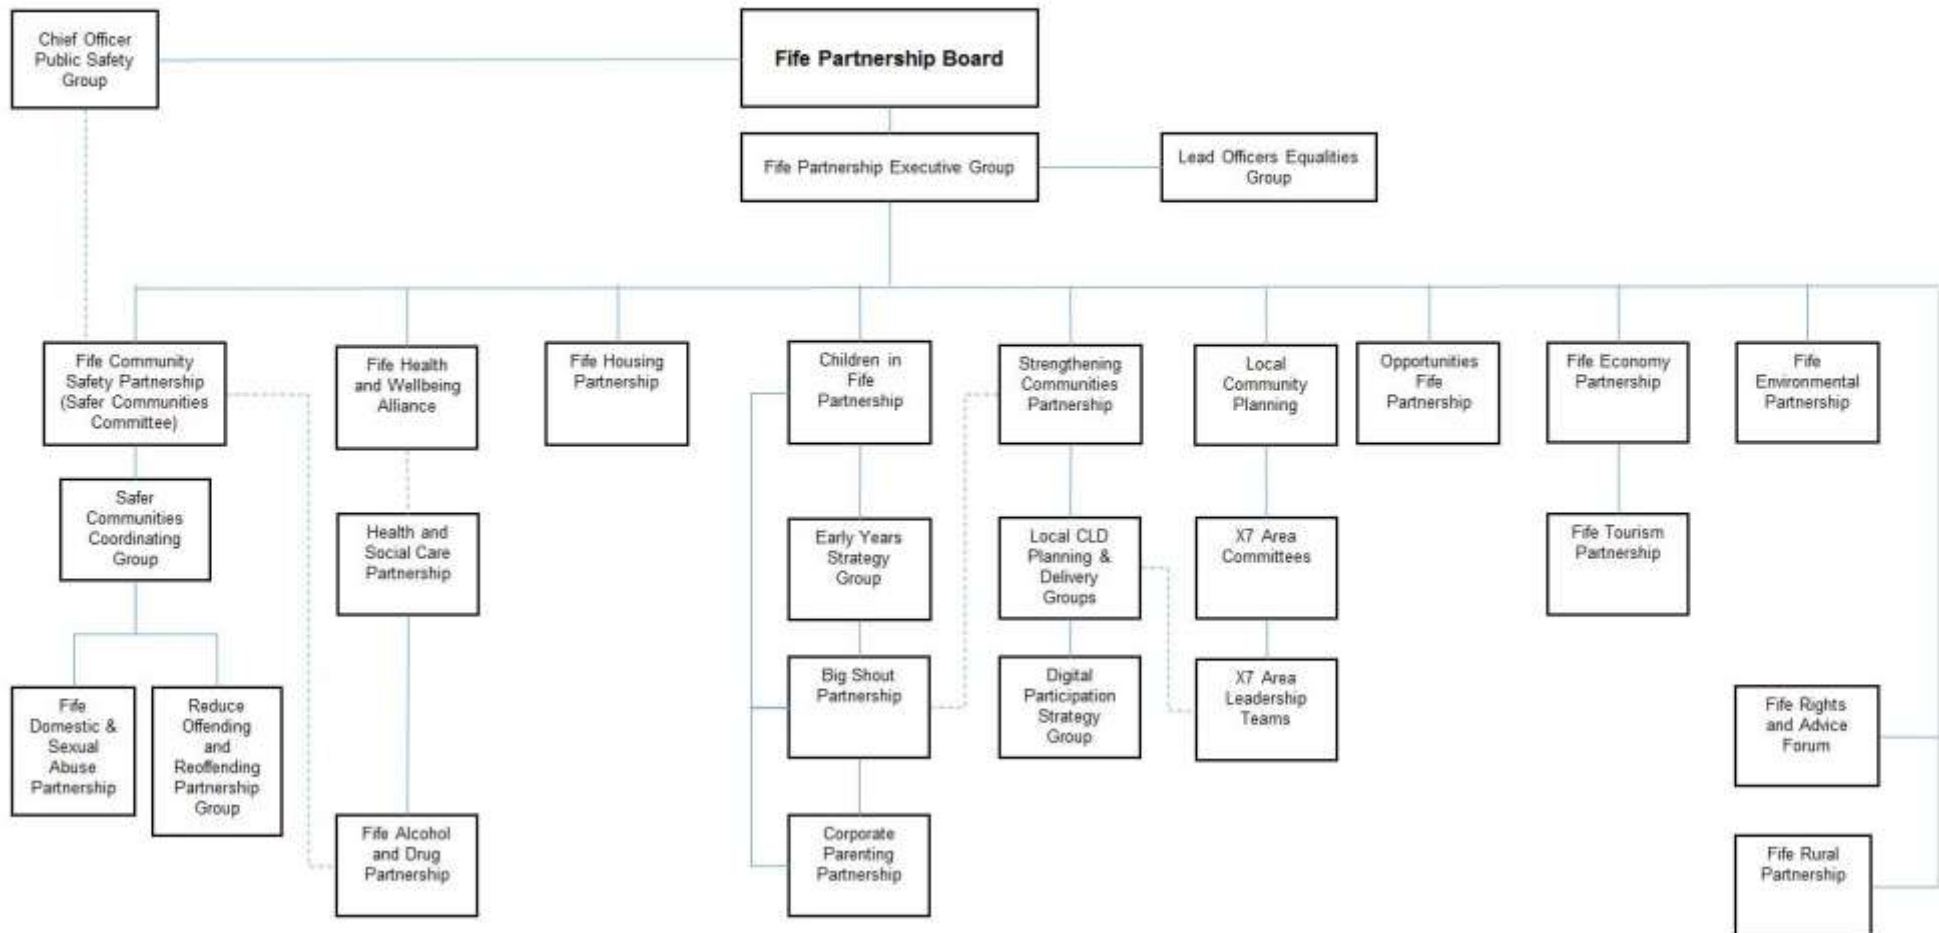 Chief Officer
Public Safety
Group
Fife Partnership Board
Fife Partnership Executive Group
Lead Officers Equalities
Group
Fife Community
Safety Partnership
(Safer Communities
Committee)
Fife Health
and Wellbeing
Alliance
Fife Housing
Partnership
Children in
Fife
Partnership
Strengthening
Communities
Partnership
Local
Community
Planning
Opportunities
Fife
Partnership
Fife Economy
Partnership
Fife
Environmental
Partnership
Safer
Communities
Coordinating
Group
Health and
Social Care
Partnership
Early Years
Strategy
Group
Local CLD
Planning &
Delivery
Groups
X7 Area
Committees
Fife Tourism
Partnership
Big Shout
Partnership
Digital
Participation
Strategy
Group
X7 Area
Leadership
Teams
Fife
Domestic &
Sexual
Abuse
Partnership
Reduce
Offending
and
Reoffending
Partnership
Group
Fife Rights
and Advice
Forum
Fife Alcohol
and Drug
Partnership
Corporate
Parenting
Partnership
Fife Rural
Partnership